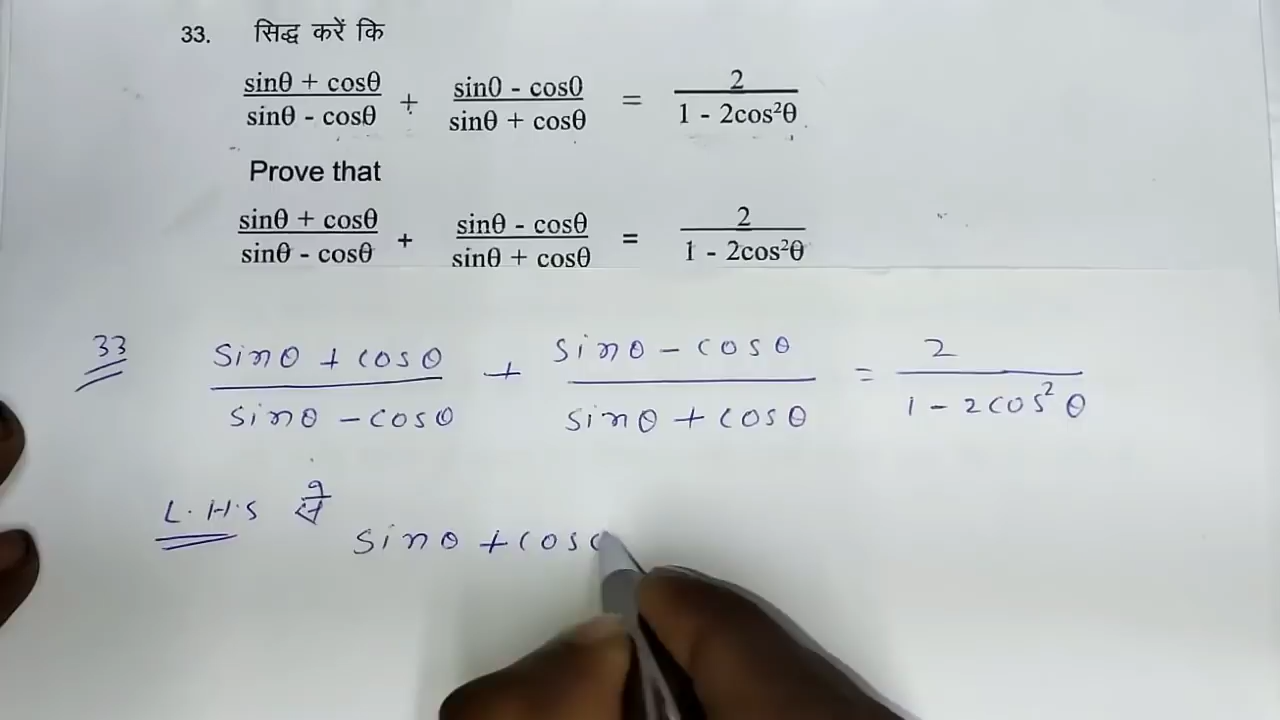 33. सिद्ध करें कि
sinθ + cosθ / sinθ - cosθ + sinθ - cosθ / sinθ + cosθ = 2 / 1 - 2cos²θ
Prove that
sinθ + cosθ / sinθ - cosθ + sinθ - cosθ / sinθ + cosθ = 2 / 1 - 2cos²θ
33 sinθ + cosθ / sinθ - cosθ + sinθ - cosθ / sinθ + cosθ = 2 / 1 - 2cos²θ
L.H.S से
sinθ + cosθ